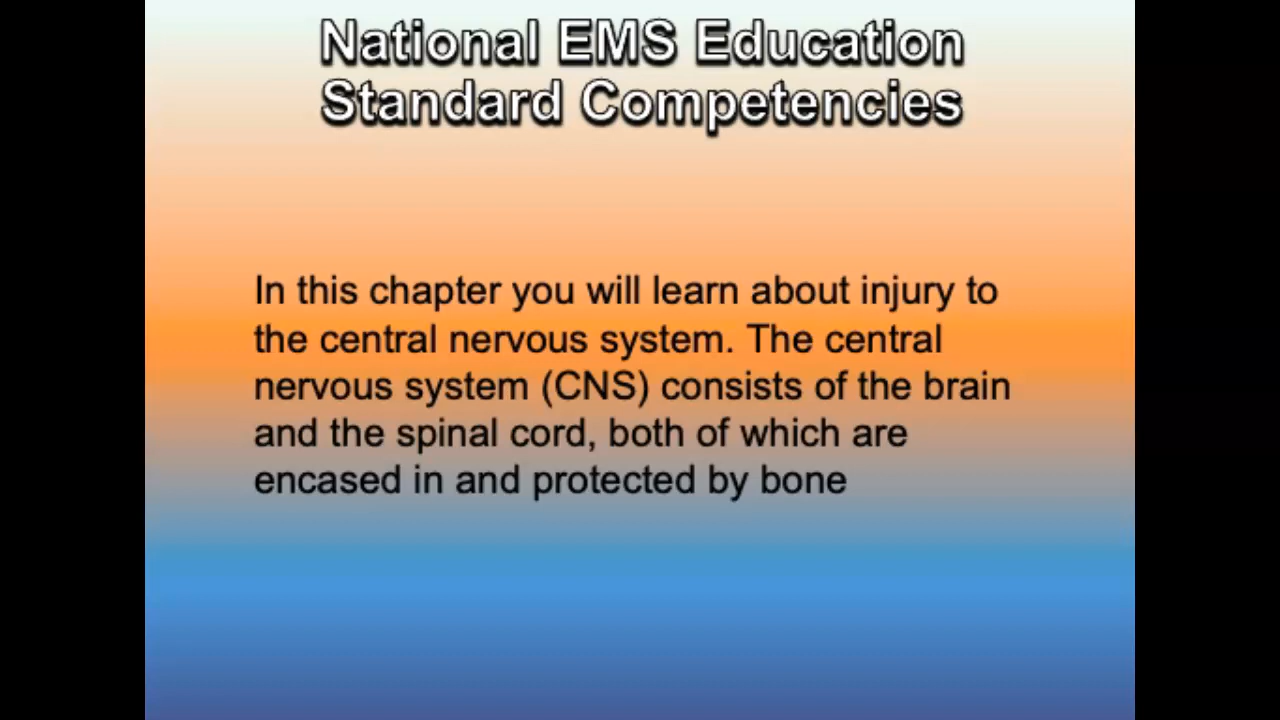 National EMS Education
Standard Competencies
In this chapter you will learn about injury to
the central nervous system. The central
nervous system (CNS) consists of the brain
and the spinal cord, both of which are
encased in and protected by bone